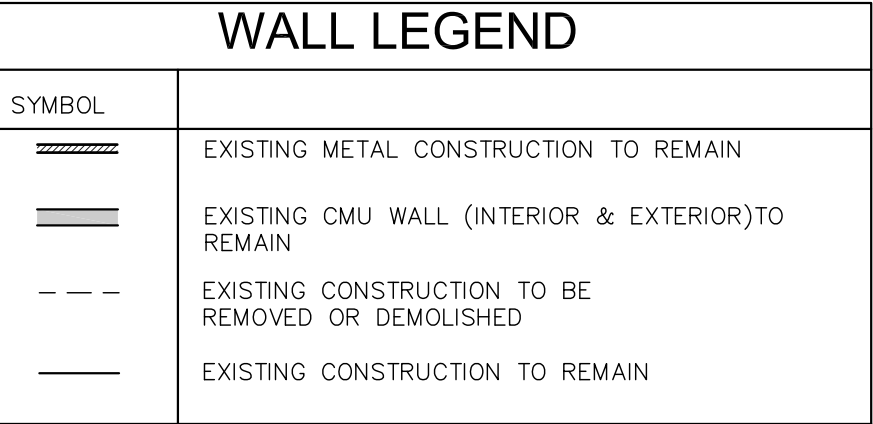 WALL LEGEND
SYMBOL
EXISTING METAL CONSTRUCTION TO REMAIN
EXISTING CMU WALL (INTERIOR & EXTERIOR)TO
REMAIN
EXISTING CONSTRUCTION TO BE
REMOVED OR DEMOLISHED
EXISTING CONSTRUCTION TO REMAIN